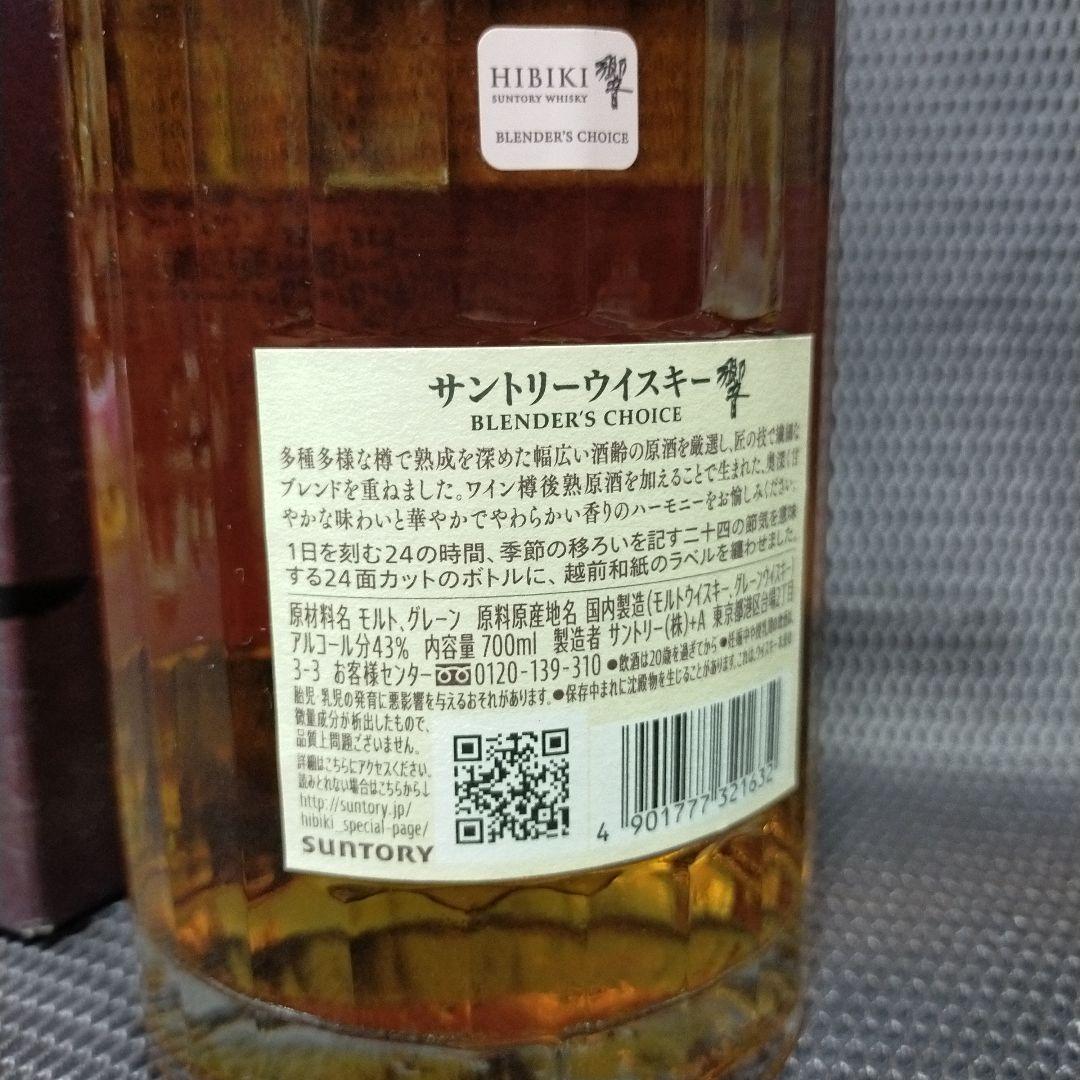 HIBIKI 響
SUNTORY WHISKY
BLENDER'S CHOICE
サントリーウイスキー 響
BLENDER'S CHOICE
多種多様な樽で熟成を深めた幅広い酒齢の原酒を厳選し、匠の技で繊細な
ブレンドを重ねました。ワイン樽後熟原酒を加えることで生まれた、奥深く甘
やかな味わいと華やかでやわらかい香りのハーモニーをお愉しみください。
1日を刻む24の時間、季節の移ろいを記す二十四の節気を意味
する24面カットのボトルに、越前和紙のラベルを纏わせました。
原材料名 モルト、グレーン 原料原産地名 国内製造(モルトウイスキー、グレーンウイスキー)
アルコール分43% 内容量 700ml 製造者 サントリー(株)+A 東京都港区台場2丁目
3-3 お客様センター 0120-139-310 ●飲酒は20歳を過ぎてから ●妊娠中や授乳期の飲酒は、
胎児・乳児の発育に悪影響を与えるおそれがあります。●保存中まれに沈殿物を生じることがあります。これは、ウイスキー
微量成分が析出したもので、
品質上問題ございません。
詳細はこちらにアクセスください。
読みとれない場合はこちらから↓
http://suntory.jp/
hibiki_special-page/
SUNTORY
4 901777 321632